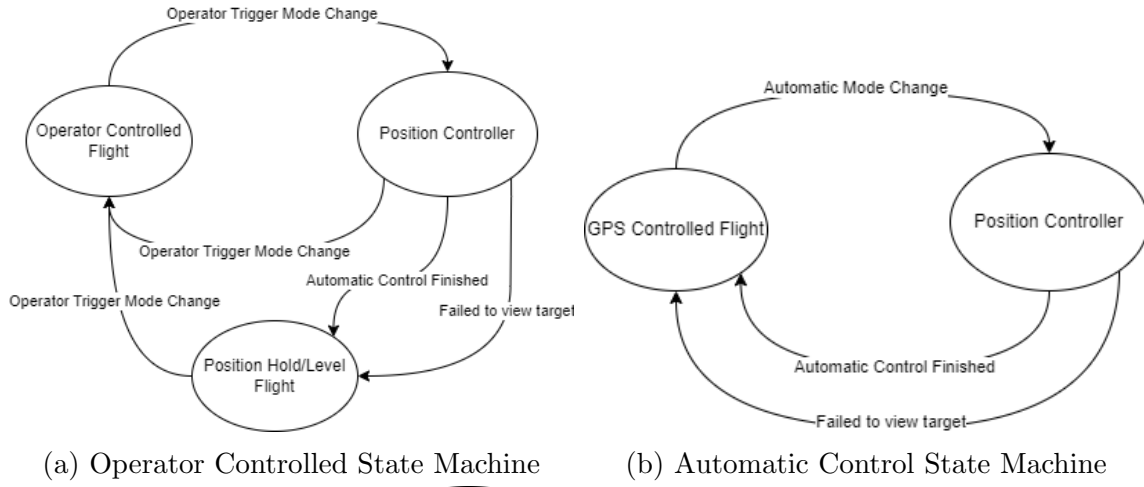 Operator Trigger Mode Change
Operator Controlled
Flight
Position Controller
Operator Trigger Mode Change
Automatic Control Finished
Operator Trigger Mode Change
Failed to view target
Position Hold/Level
Flight
(a) Operator Controlled State Machine
Automatic Mode Change
GPS Controlled Flight
Position Controller
Automatic Control Finished
Failed to view target
(b) Automatic Control State Machine